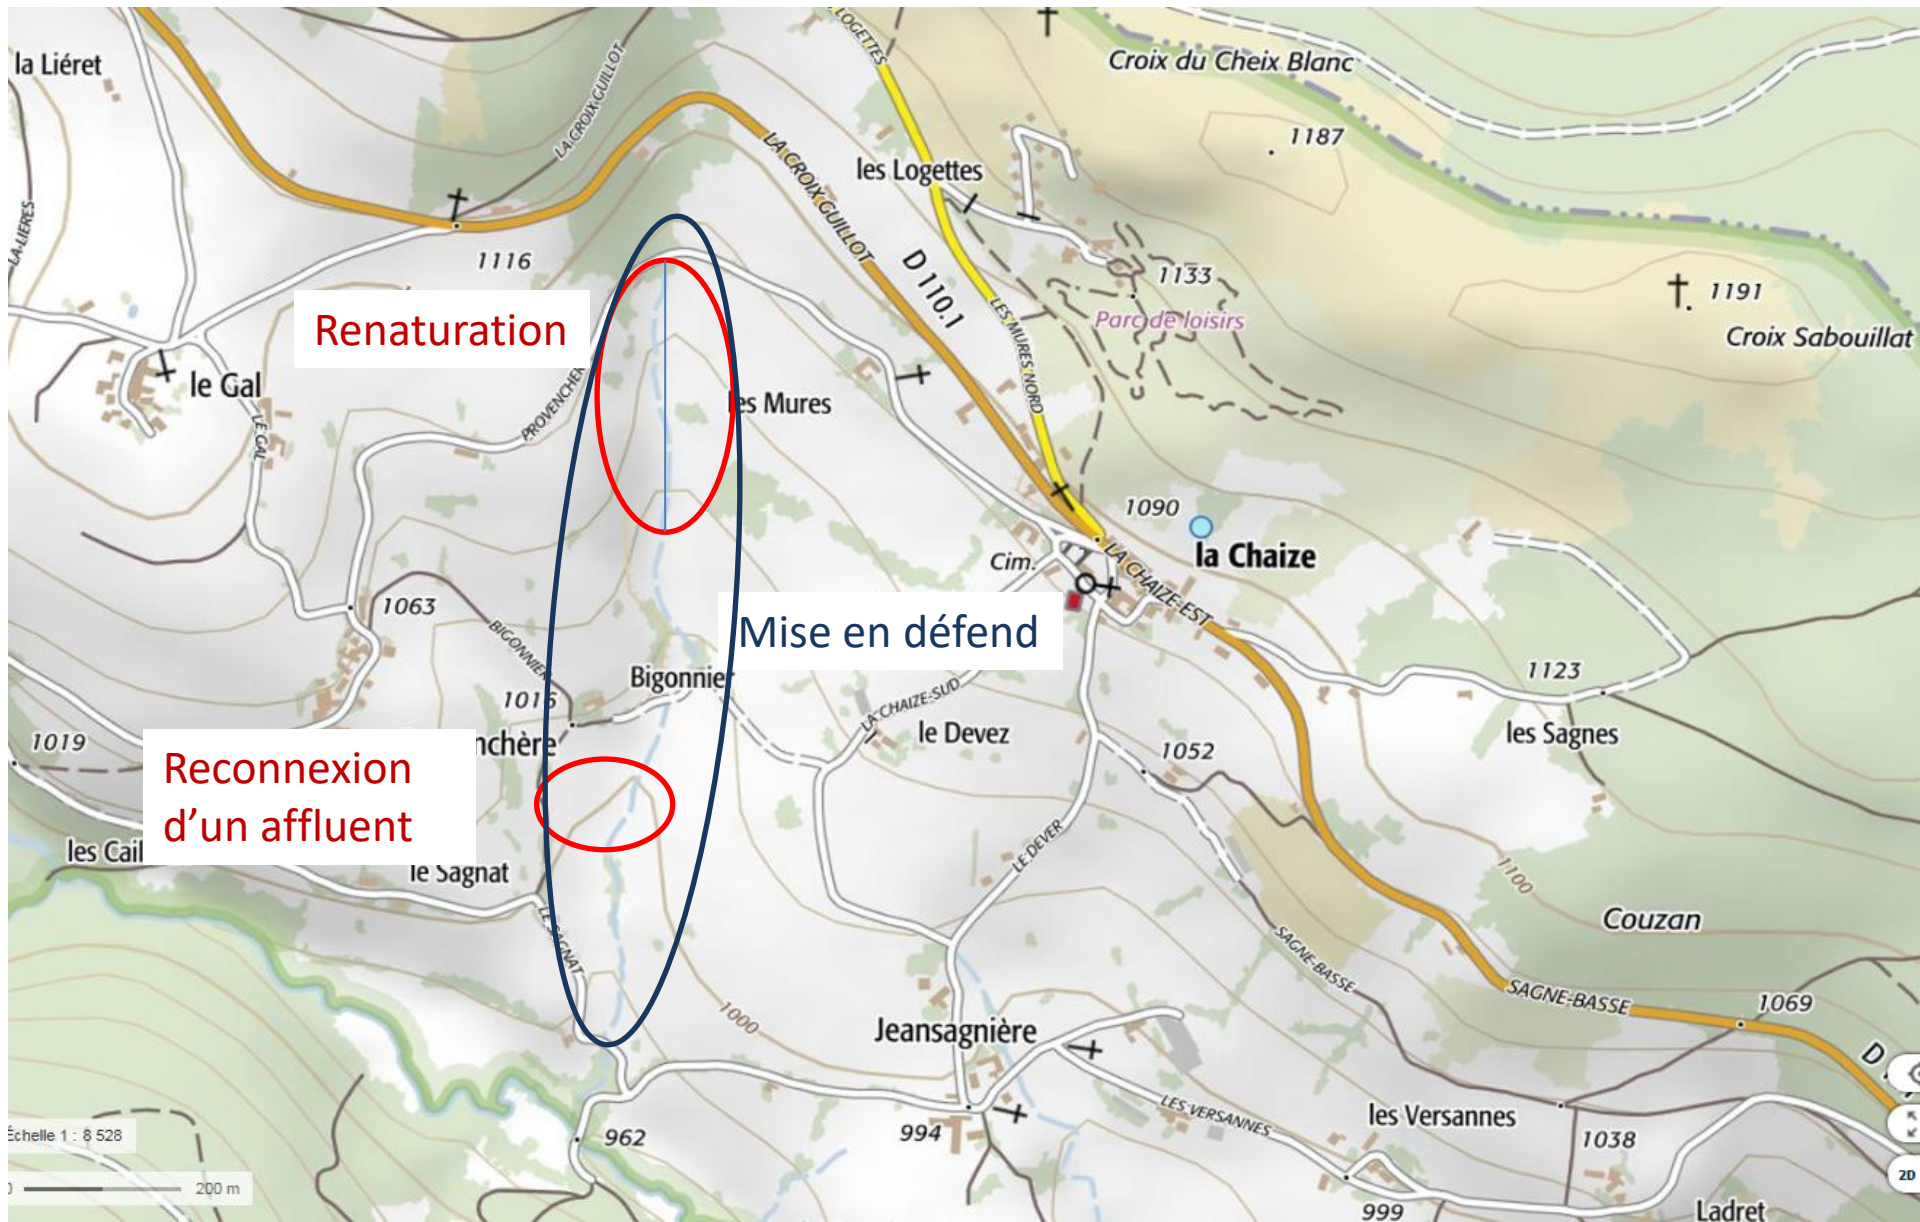 LOGETTES
la Liéret
Croix du Cheix Blanc
LA CROIX GUILLOT
1187
LA CROIX GUILLOT
les Logettes
LA-LIERES
1116
D 110.1
1133
1191
Parc de loisirs
Croix Sabouillat
Renaturation
LES MURES NORD
le Gal
PROVENCHER
les Mures
LE GAL
1090
la Chaize
Cim.
LA CHAIZE-EST
1063
BIGONNIER
Mise en défend
Bigonnie
1123
1016
LA CHAIZE-SUD
le Devez
les Sagnes
1019
nchère
1052
Reconnexion
d’un affluent
les Cail
le Sagnat
LE DEVER
1100
LE SAGNAT
Couzan
SAGNE-BASSE
SAGNE-BASSE
1069
1000
Jeansagnière
D
LES VERSANNES
les Versannes
Échelle 1 : 8 528
962
994
1038
200 m
2D
999
Ladret